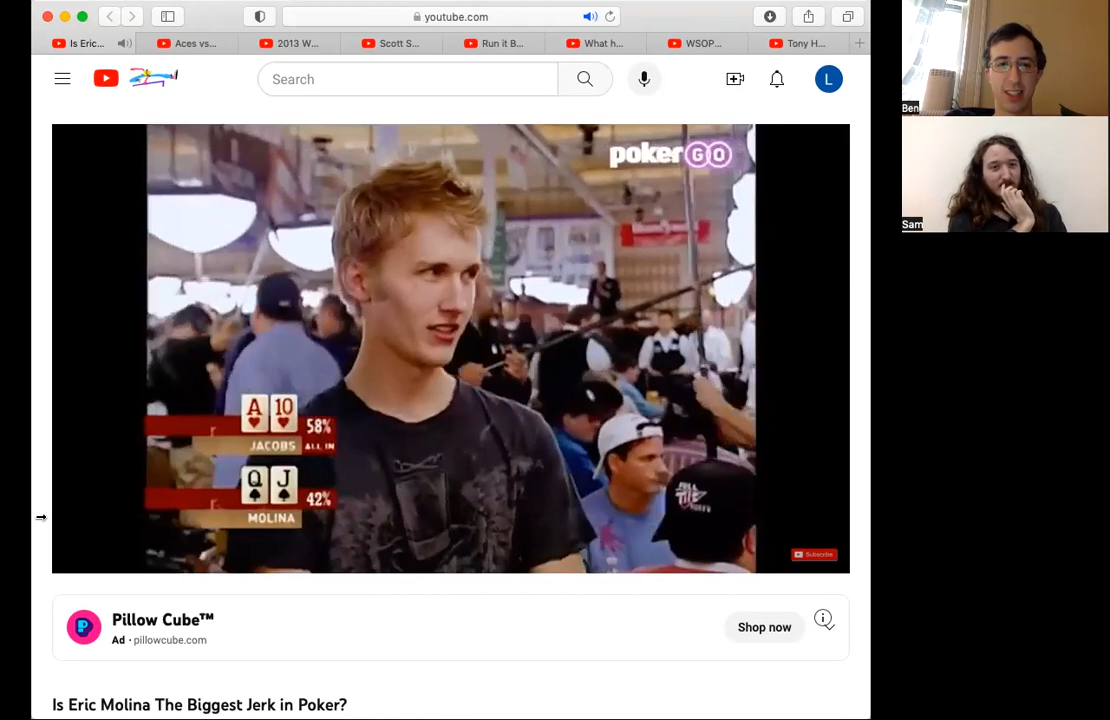 youtube.com
Is Eric...
Aces vs...
2013 W...
Scott S...
Run it B...
What h...
WSOP...
Tony H...
Search
L
Ben
Sam
pokerGO
A 10
58%
JACOBS ALL IN
Q J
42%
MOLINA
Subscribe
Pillow Cube™
Ad · pillowcube.com
Shop now
Is Eric Molina The Biggest Jerk in Poker?